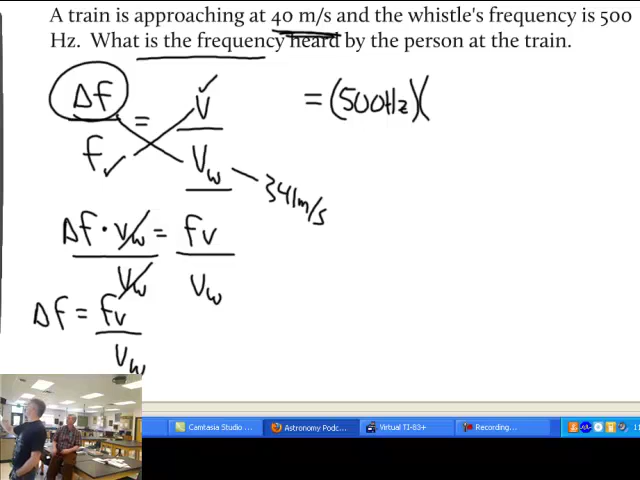 A train is approaching at 40 m/s and the whistle's frequency is 500
Hz. What is the frequency heard by the person at the train.
Δf = V
f Vw
= (500Hz)(
341m/s
Δf · Vw = fv
Vw Vw
Δf = fv
Vw
Camtasia Studio ...
Astronomy Podc...
Virtual TI-83+
Recording...